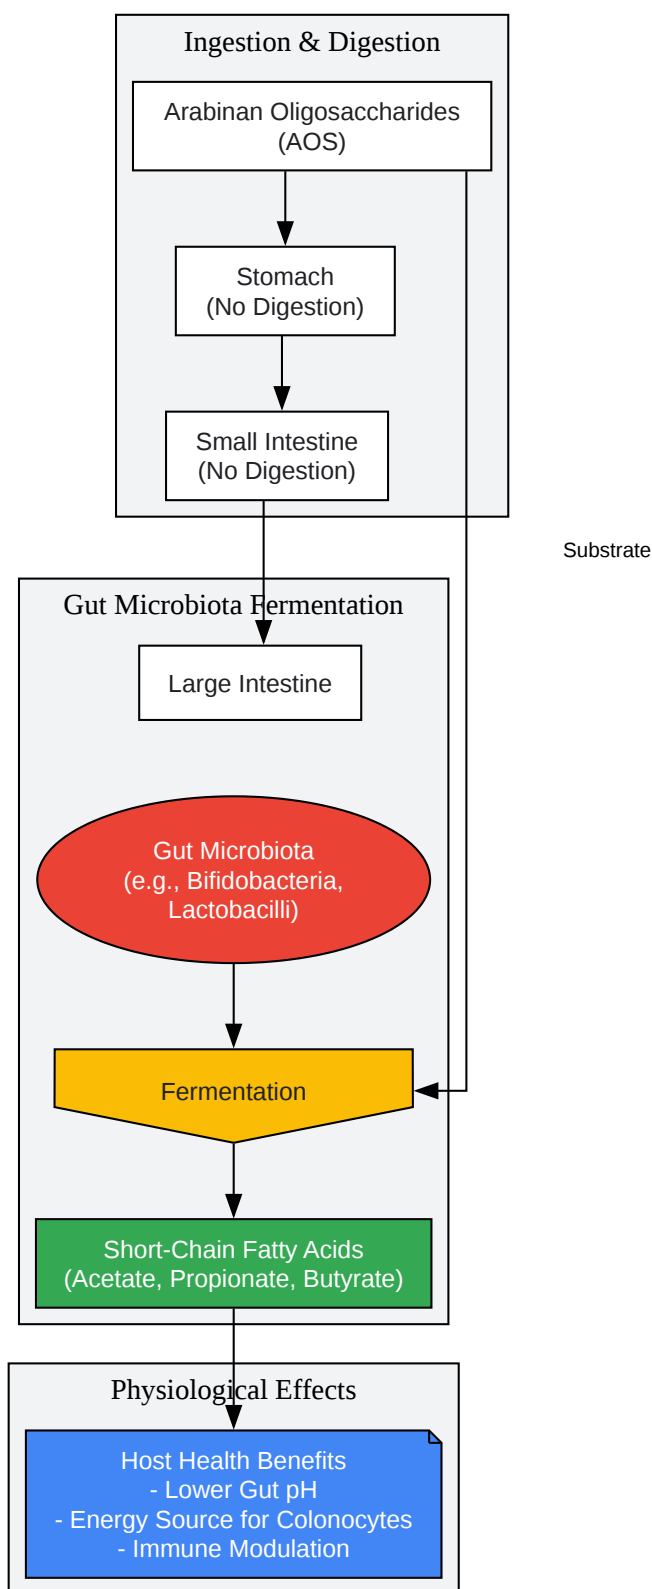 Ingestion & Digestion
Arabinan Oligosaccharides
(AOS)
Stomach
(No Digestion)
Small Intestine
(No Digestion)
Substrate
Gut Microbiota Fermentation
Large Intestine
Gut Microbiota
(e.g., Bifidobacteria,
Lactobacilli)
Fermentation
Short-Chain Fatty Acids
(Acetate, Propionate, Butyrate)
Physiological Effects
Host Health Benefits
- Lower Gut pH
- Energy Source for Colonocytes
- Immune Modulation